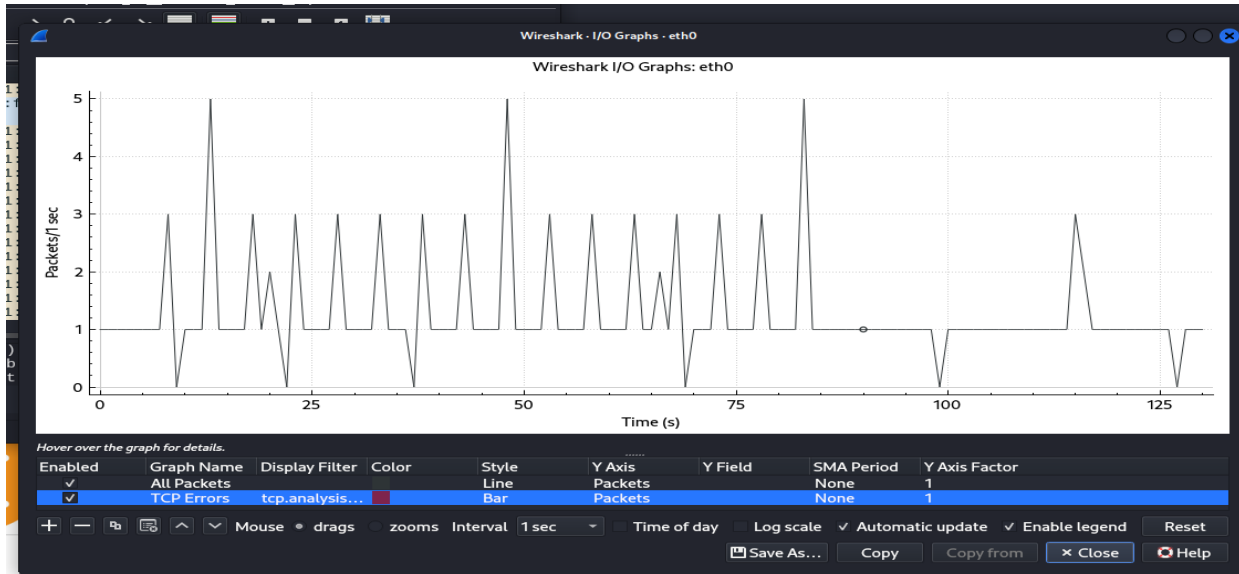 Wireshark · I/O Graphs · eth0
Wireshark I/O Graphs: eth0
5
4
3
2
1
0
Packets/1 sec
0 25 50 75 100 125
Time (s)
Hover over the graph for details.
Enabled Graph Name Display Filter Color Style Y Axis Y Field SMA Period Y Axis Factor
All Packets Line Packets None 1
TCP Errors tcp.analysis... Bar Packets None 1
Mouse drags zooms Interval 1 sec Time of day Log scale Automatic update Enable legend Reset
Save As... Copy Copy from Close Help